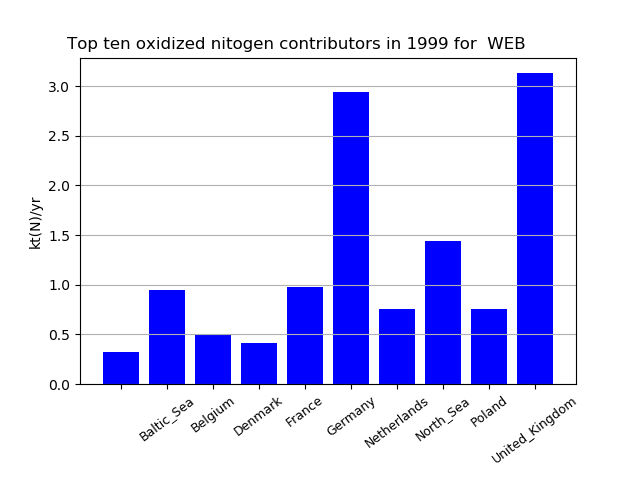 Top ten oxidized nitogen contributors in 1999 for  WEB
kt(N)/yr
3.0
2.5
2.0
1.5
1.0
0.5
0.0
Baltic_Sea
Belgium
Denmark
France
Germany
Netherlands
North_Sea
Poland
United_Kingdom